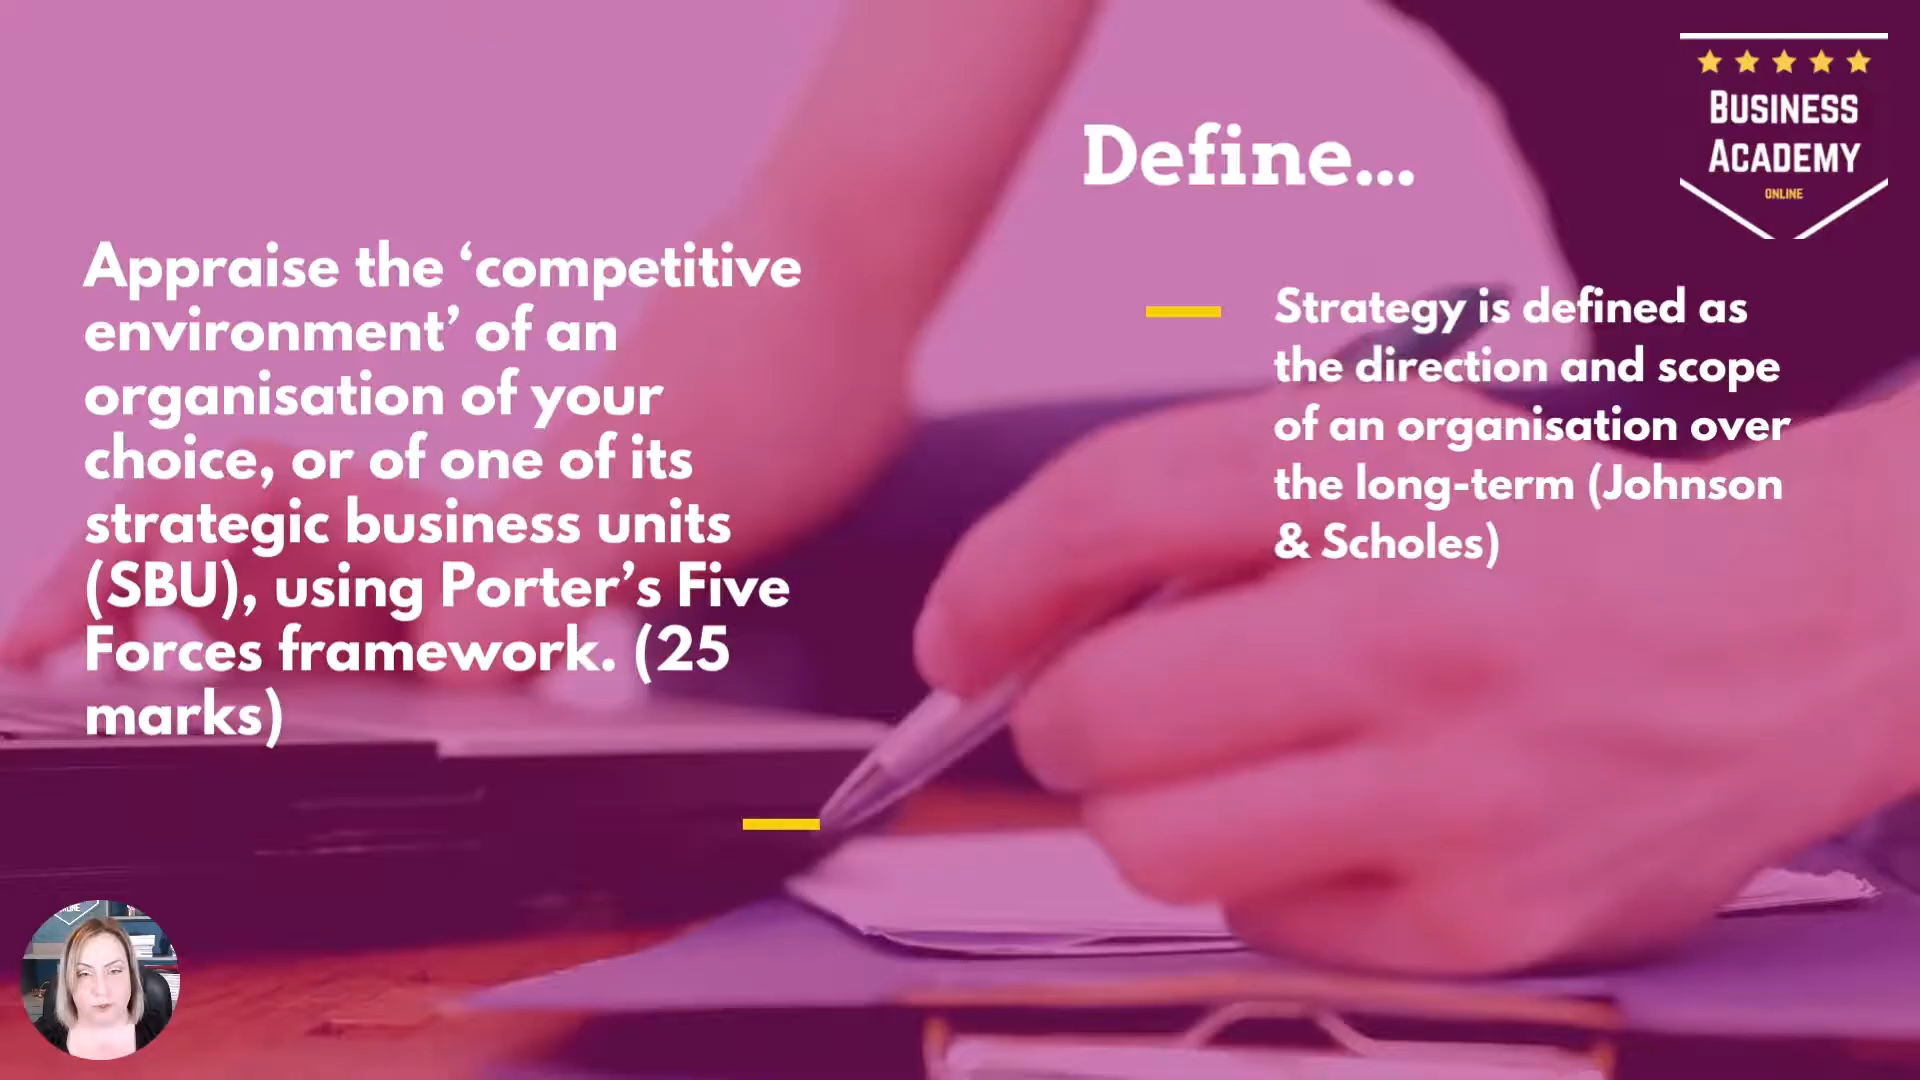 BUSINESS
ACADEMY
ONLINE
Define...
Appraise the ‘competitive
environment’ of an
organisation of your
choice, or of one of its
strategic business units
(SBU), using Porter’s Five
Forces framework. (25
marks)
Strategy is defined as
the direction and scope
of an organisation over
the long-term (Johnson
& Scholes)